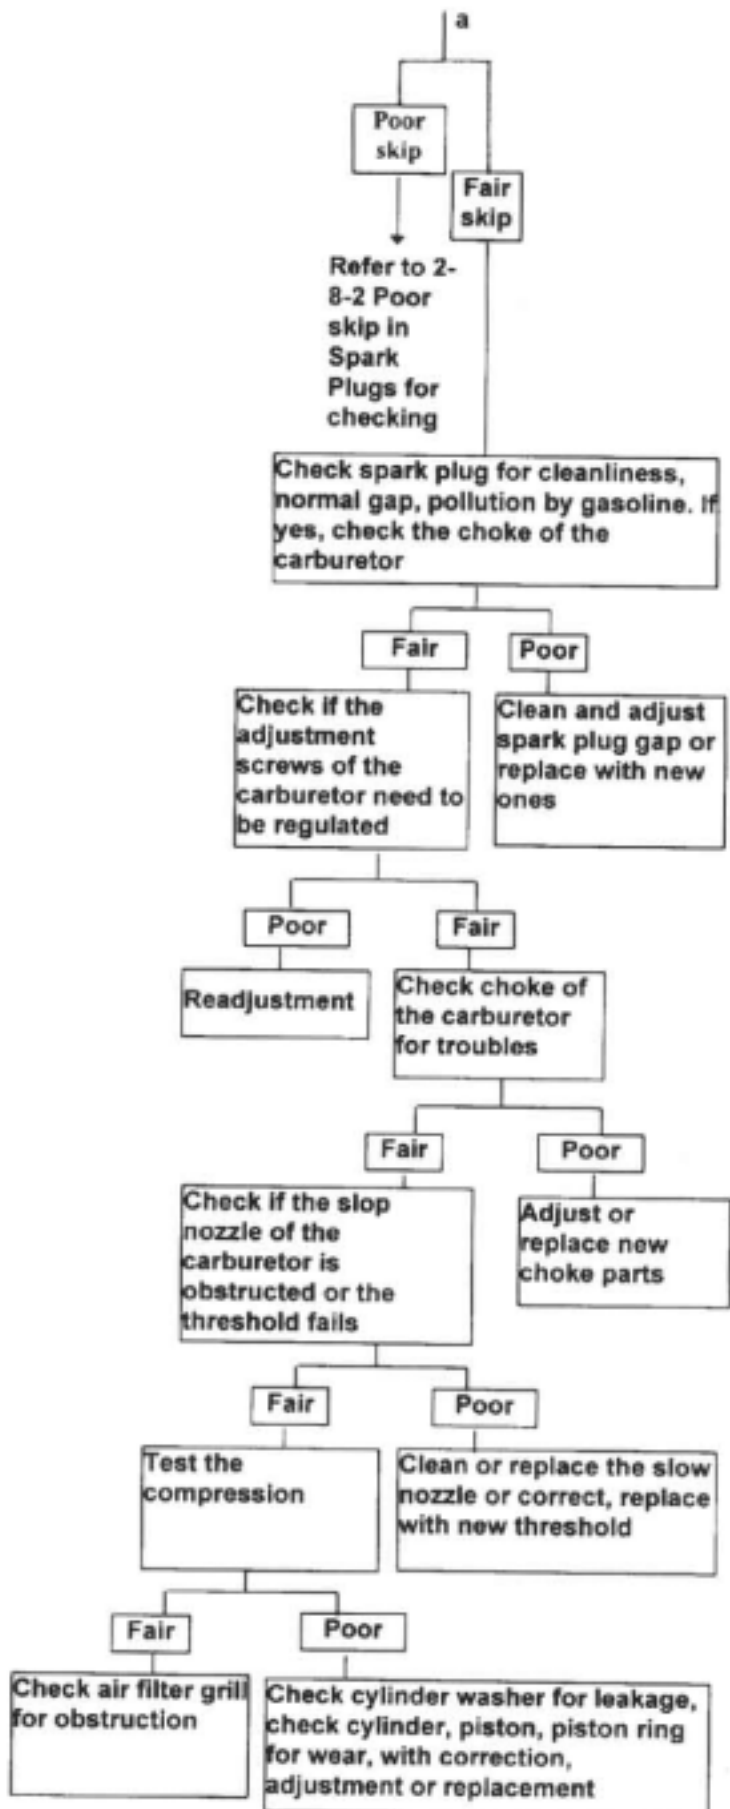 a
Poor
skip
Fair
skip
Refer to 2-
8-2 Poor
skip in
Spark
Plugs for
checking
Check spark plug for cleanliness,
normal gap, pollution by gasoline. If
yes, check the choke of the
carburetor
Fair
Poor
Check if the
adjustment
screws of the
carburetor need to
be regulated
Clean and adjust
spark plug gap or
replace with new
ones
Poor
Fair
Readjustment
Check choke of
the carburetor
for troubles
Fair
Poor
Check if the slop
nozzle of the
carburetor is
obstructed or the
threshold fails
Adjust or
replace new
choke parts
Fair
Poor
Test the
compression
Clean or replace the slow
nozzle or correct, replace
with new threshold
Fair
Poor
Check air filter grill
for obstruction
Check cylinder washer for leakage,
check cylinder, piston, piston ring
for wear, with correction,
adjustment or replacement